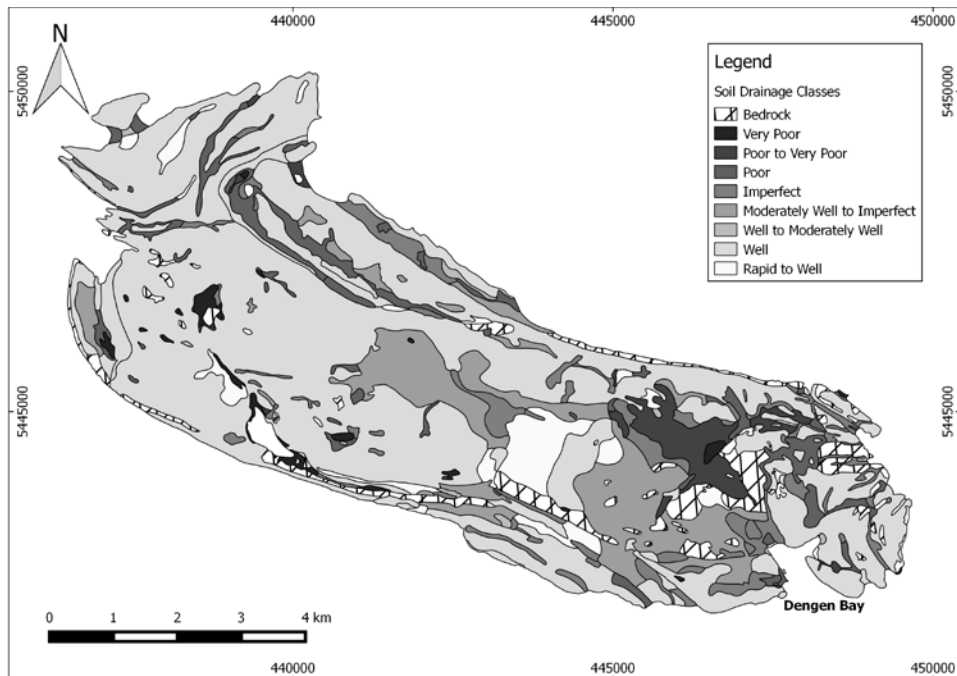 440000
445000
450000
N
5450000
5450000
Legend
Soil Drainage Classes
Bedrock
Very Poor
Poor to Very Poor
Poor
Imperfect
Moderately Well to Imperfect
Well to Moderately Well
Well
Rapid to Well
5445000
5445000
Dengen Bay
0 1 2 3 4 km
440000
445000
450000